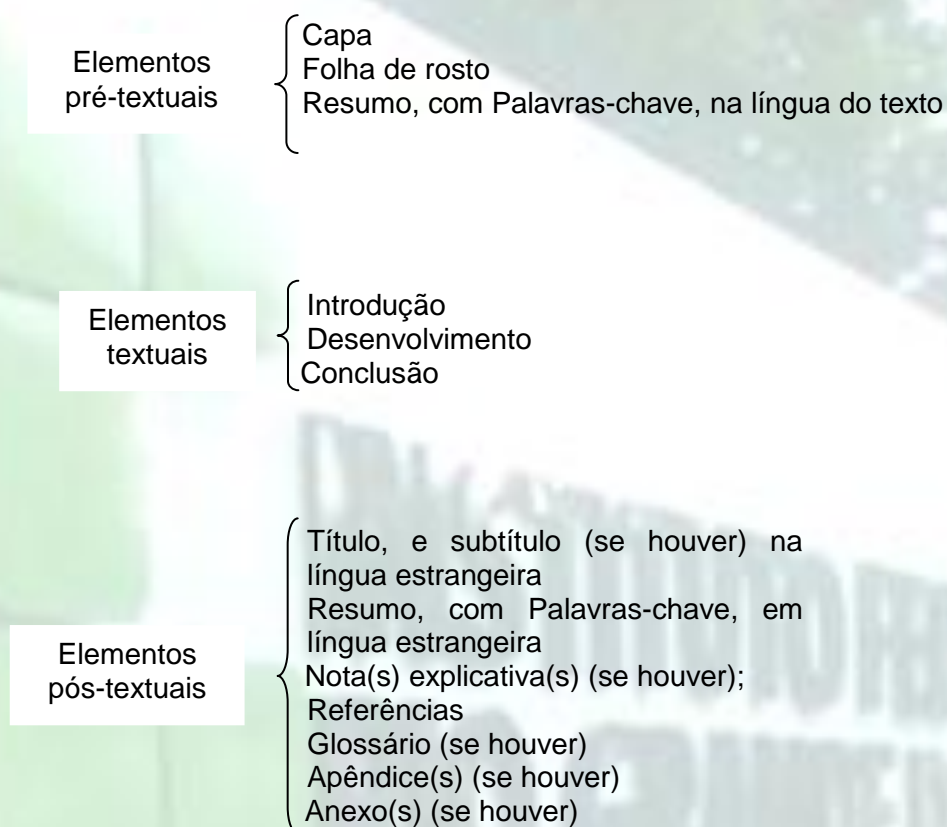 Elementos
pré-textuais
Capa
Folha de rosto
Resumo, com Palavras-chave, na língua do texto
Elementos
textuais
Introdução
Desenvolvimento
Conclusão
Elementos
pós-textuais
Título, e subtítulo (se houver) na
língua estrangeira
Resumo, com Palavras-chave, em
língua estrangeira
Nota(s) explicativa(s) (se houver);
Referências
Glossário (se houver)
Apêndice(s) (se houver)
Anexo(s) (se houver)